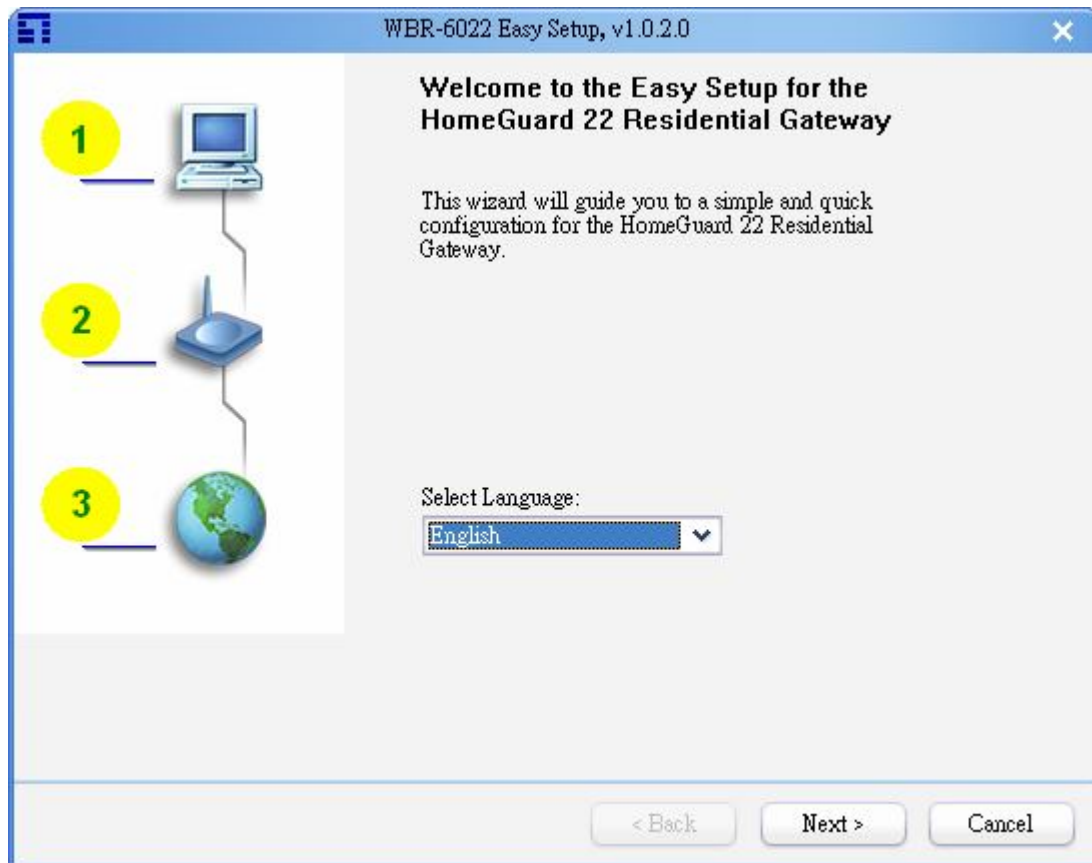 WBR-6022 Easy Setup, v1.0.2.0
Welcome to the Easy Setup for the
HomeGuard 22 Residential Gateway
This wizard will guide you to a simple and quick
configuration for the HomeGuard 22 Residential
Gateway.
1
2
3
Select Language:
English
< Back
Next >
Cancel